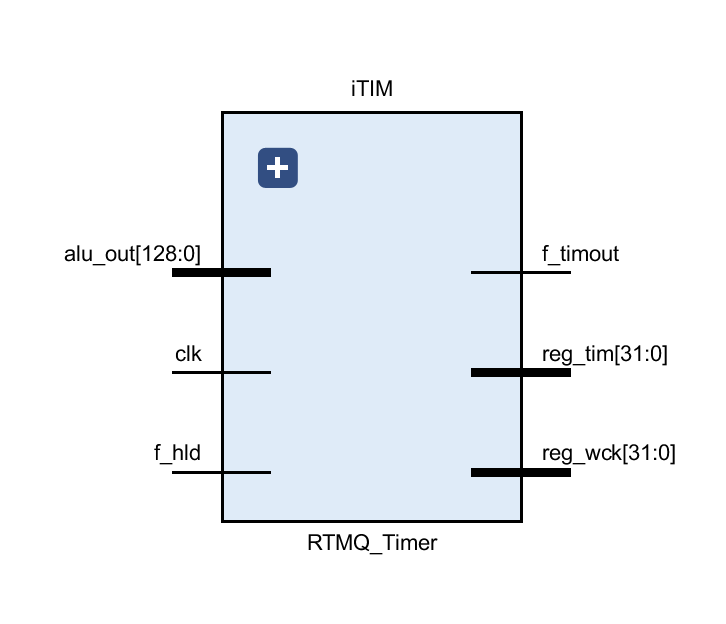 iTIM
alu_out[128:0]
f_timout
clk
reg_tim[31:0]
f_hld
reg_wck[31:0]
RTMQ_Timer